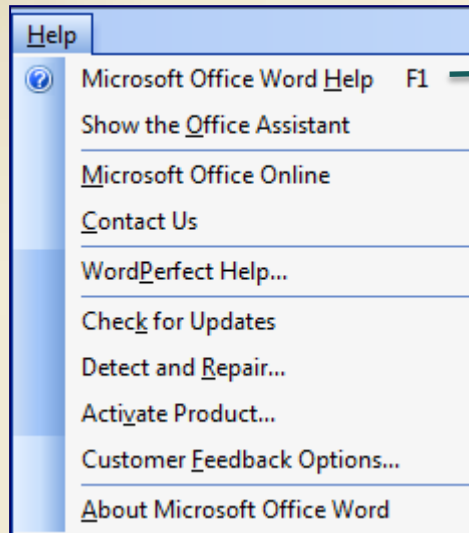 Help
Microsoft Office Word Help F1
Show the Office Assistant
Microsoft Office Online
Contact Us
WordPerfect Help...
Check for Updates
Detect and Repair...
Activate Product...
Customer Feedback Options...
About Microsoft Office Word